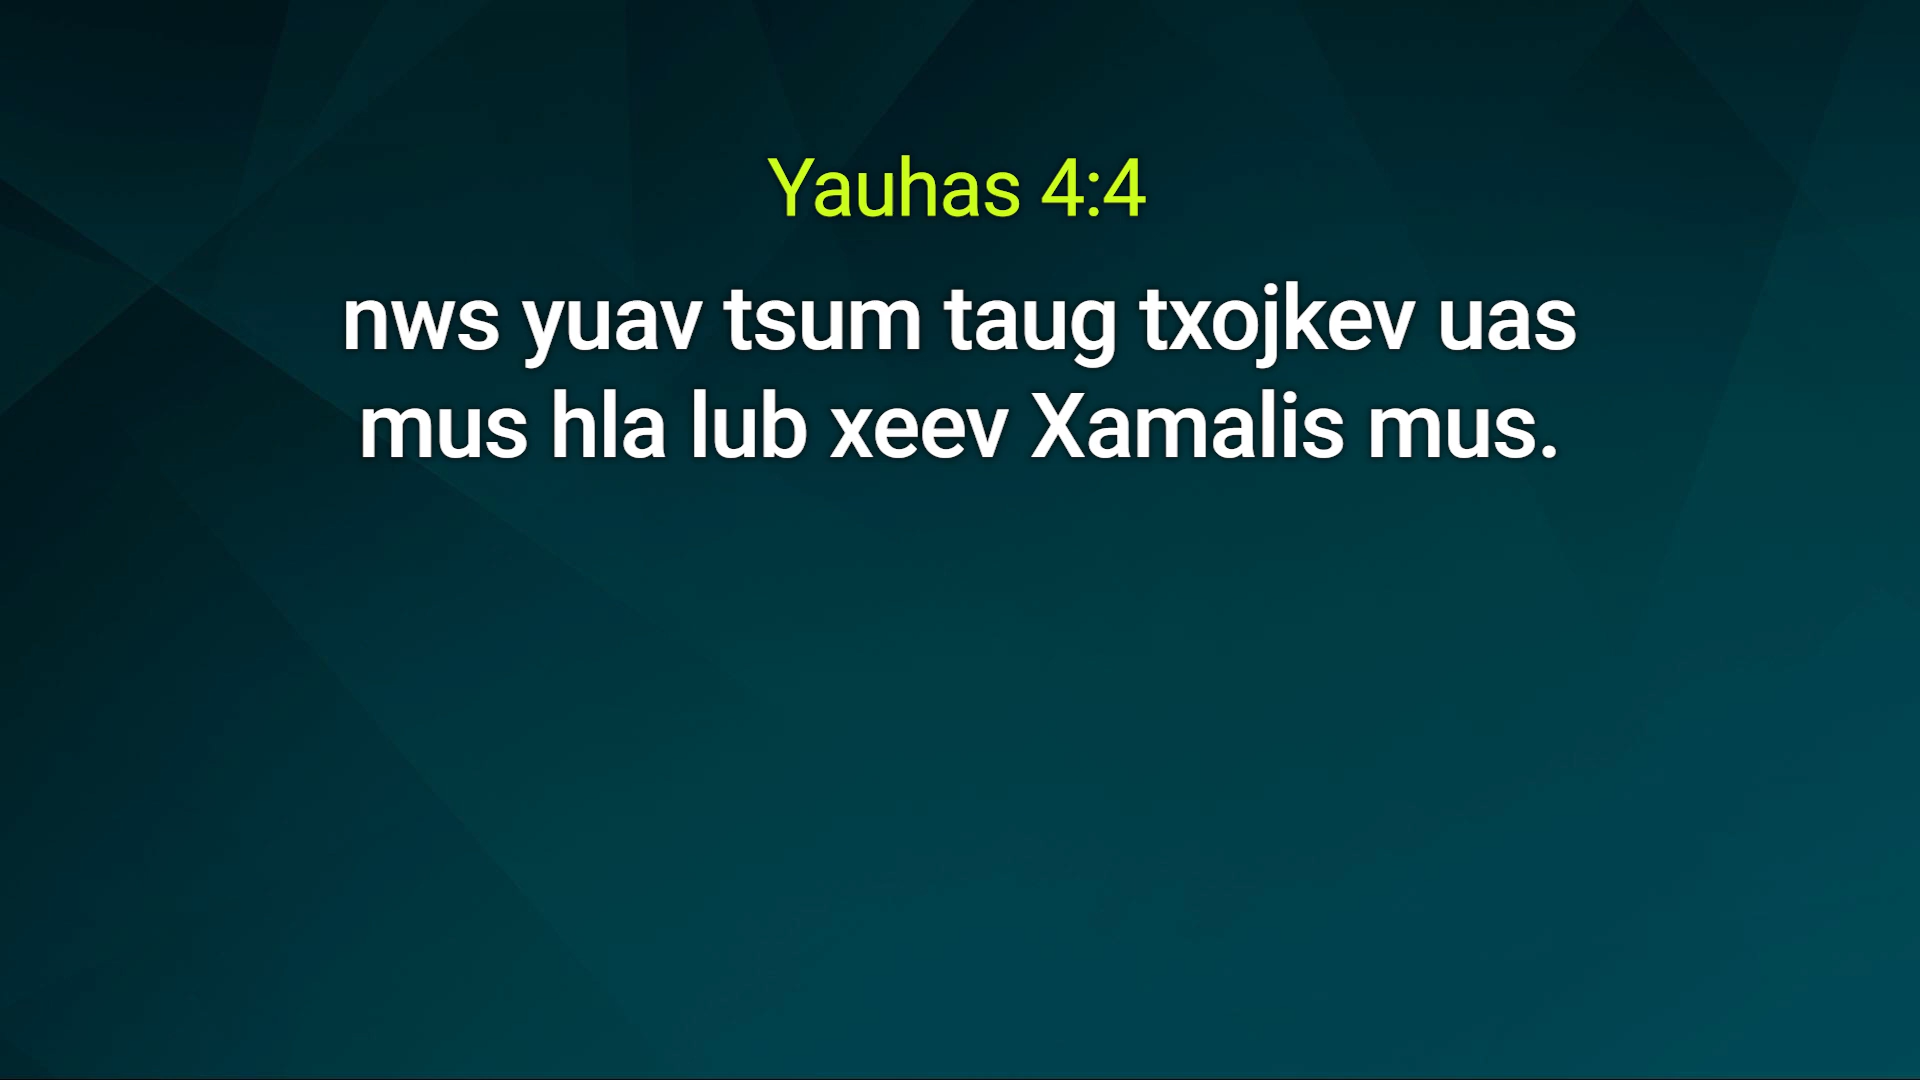 Yauhas 4:4
nws yuav tsum taug txojkev uas
mus hla lub xeev Xamalis mus.